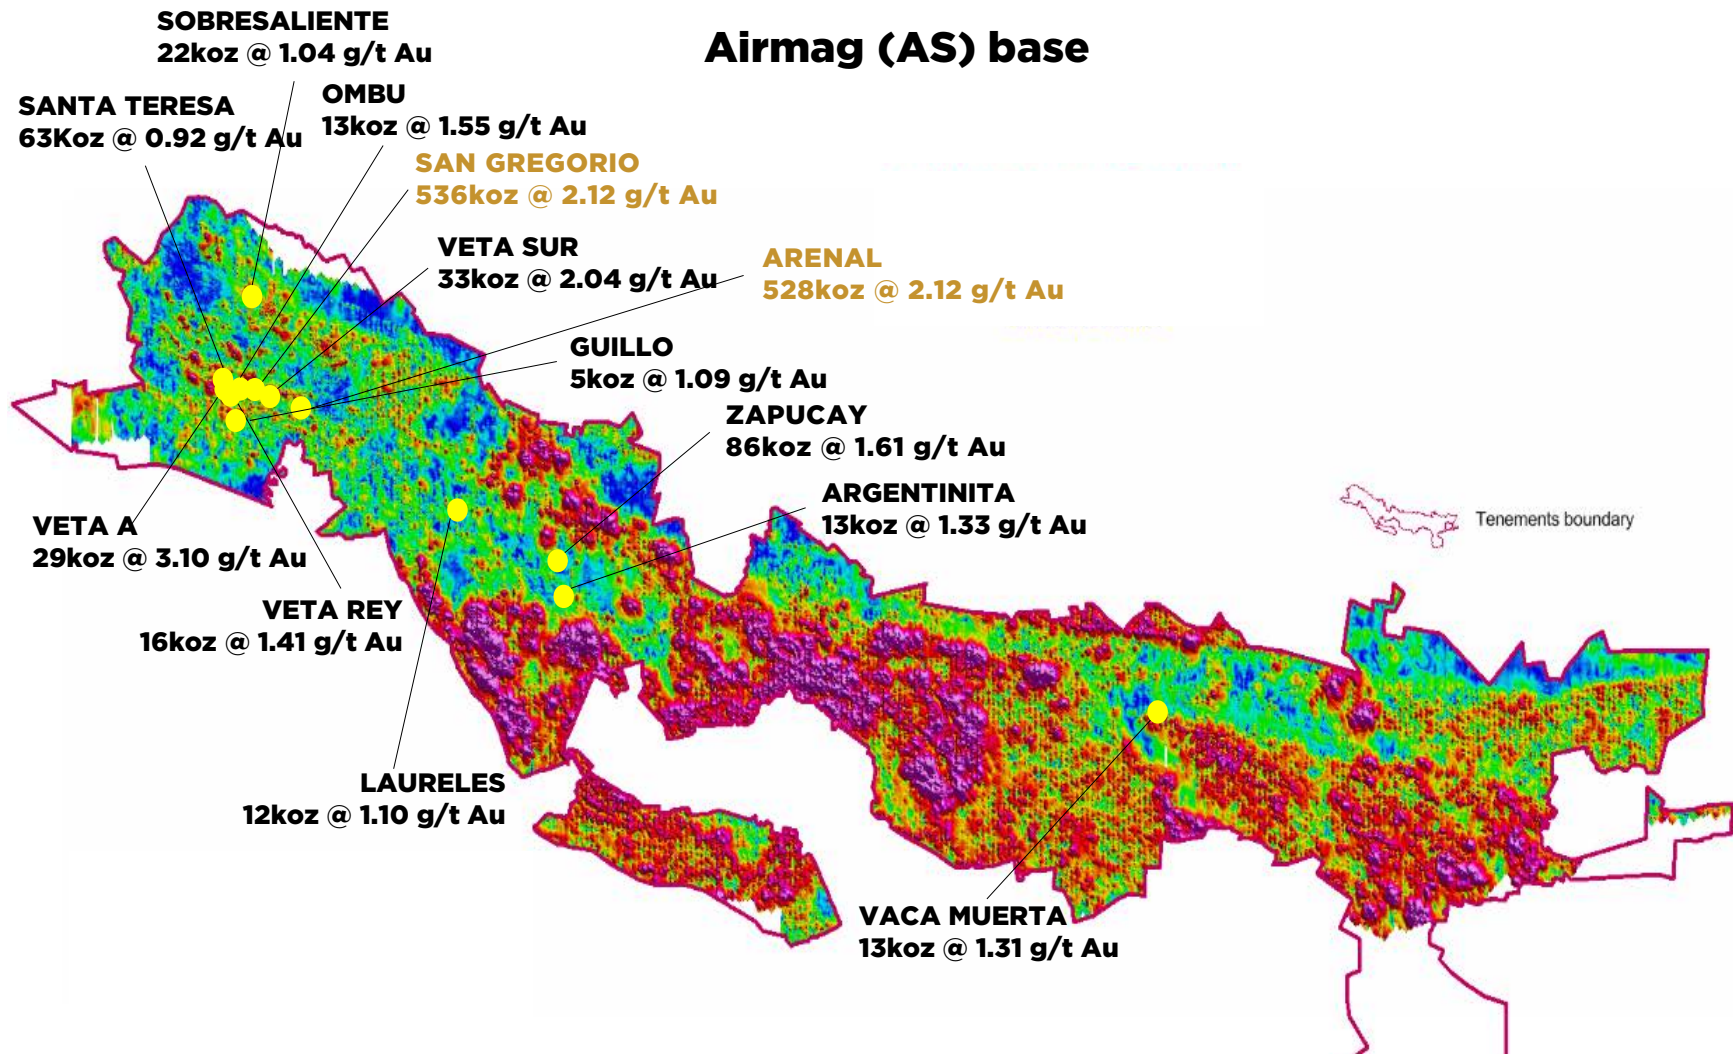 Airmag (AS) base
SOBRESALIENTE
22koz @ 1.04 g/t Au
SANTA TERESA
63Koz @ 0.92 g/t Au
OMBU
13koz @ 1.55 g/t Au
SAN GREGORIO
536koz @ 2.12 g/t Au
VETA SUR
33koz @ 2.04 g/t Au
ARENAL
528koz @ 2.12 g/t Au
GUILLO
5koz @ 1.09 g/t Au
ZAPUCAY
86koz @ 1.61 g/t Au
ARGENTINITA
13koz @ 1.33 g/t Au
Tenements boundary
VETA A
29koz @ 3.10 g/t Au
VETA REY
16koz @ 1.41 g/t Au
LAURELES
12koz @ 1.10 g/t Au
VACA MUERTA
13koz @ 1.31 g/t Au